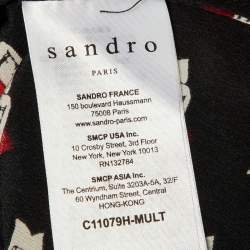 sandro
PARIS
SANDRO FRANCE
150 boulevard Haussmann
75008 Paris
www.sandro-paris.com
SMCP USA Inc.
10 Crosby Street, 3rd Floor
New York, New York 10013
RN132784
SMCP ASIA Inc.
The Centrium, Suite 3203A-5A, 32/F
60 Wyndham Street, Central
HONG-KONG
C11079H-MULT